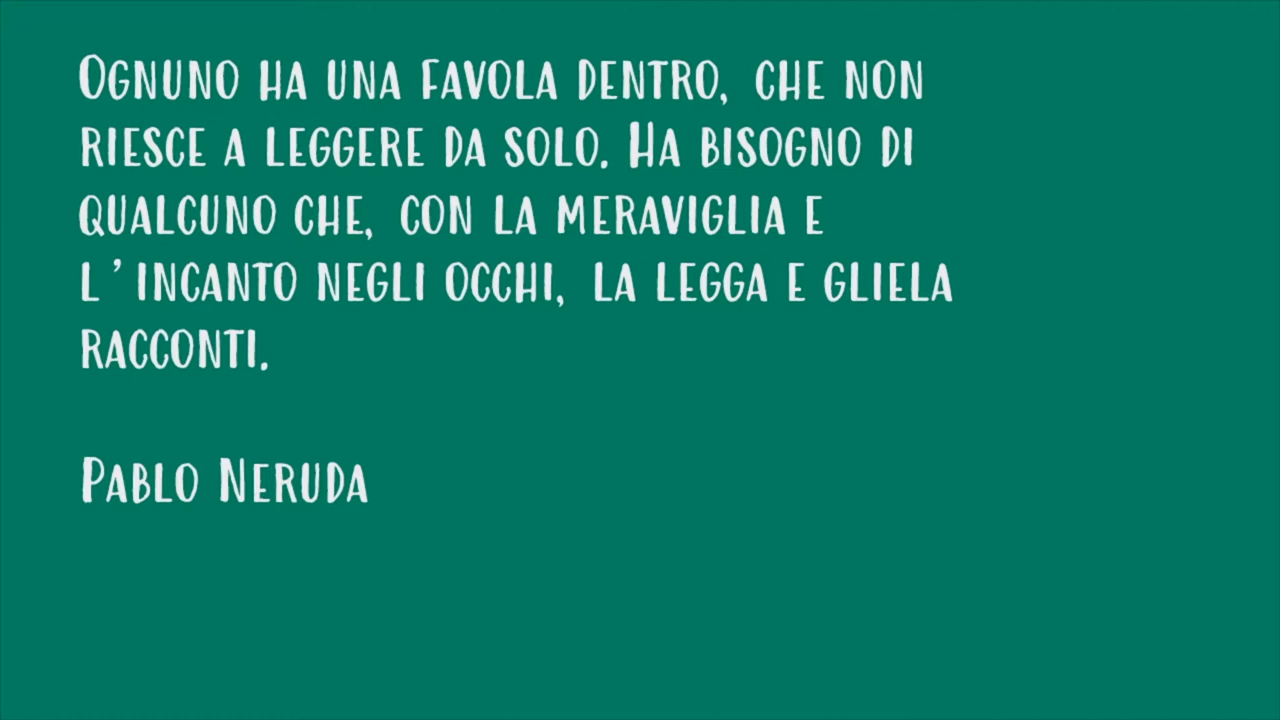 Ognuno ha una favola dentro, che non
riesce a leggere da solo. Ha bisogno di
qualcuno che, con la meraviglia e
l'incanto negli occhi, la legga e gliela
racconti.
Pablo Neruda